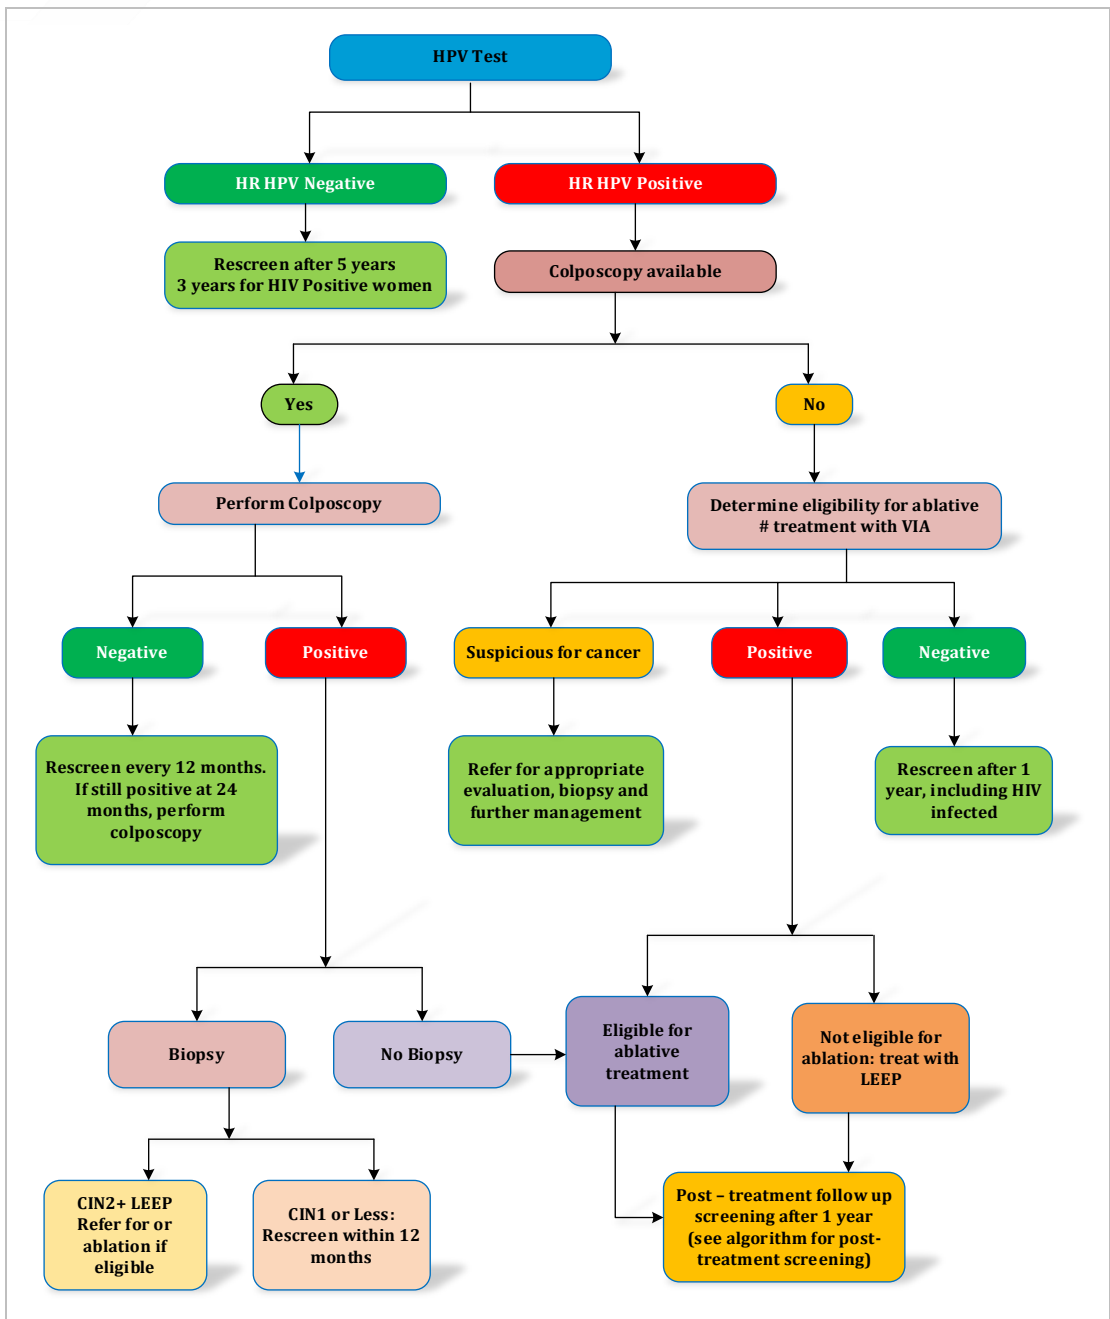 HPV Test
HR HPV Negative
HR HPV Positive
Rescreen after 5 years
3 years for HIV Positive women
Colposcopy available
Yes
No
Perform Colposcopy
Determine eligibility for ablative
# treatment with VIA
Negative
Positive
Suspicious for cancer
Positive
Negative
Rescreen every 12 months.
If still positive at 24
months, perform
colposcopy
Refer for appropriate
evaluation, biopsy and
further management
Rescreen after 1
year, including HIV
infected
Biopsy
No Biopsy
Eligible for
ablative
treatment
Not eligible for
ablation: treat with
LEEP
CIN2+ LEEP
Refer for or
ablation if
eligible
CIN1 or Less:
Rescreen within 12
months
Post – treatment follow up
screening after 1 year
(see algorithm for post-
treatment screening)